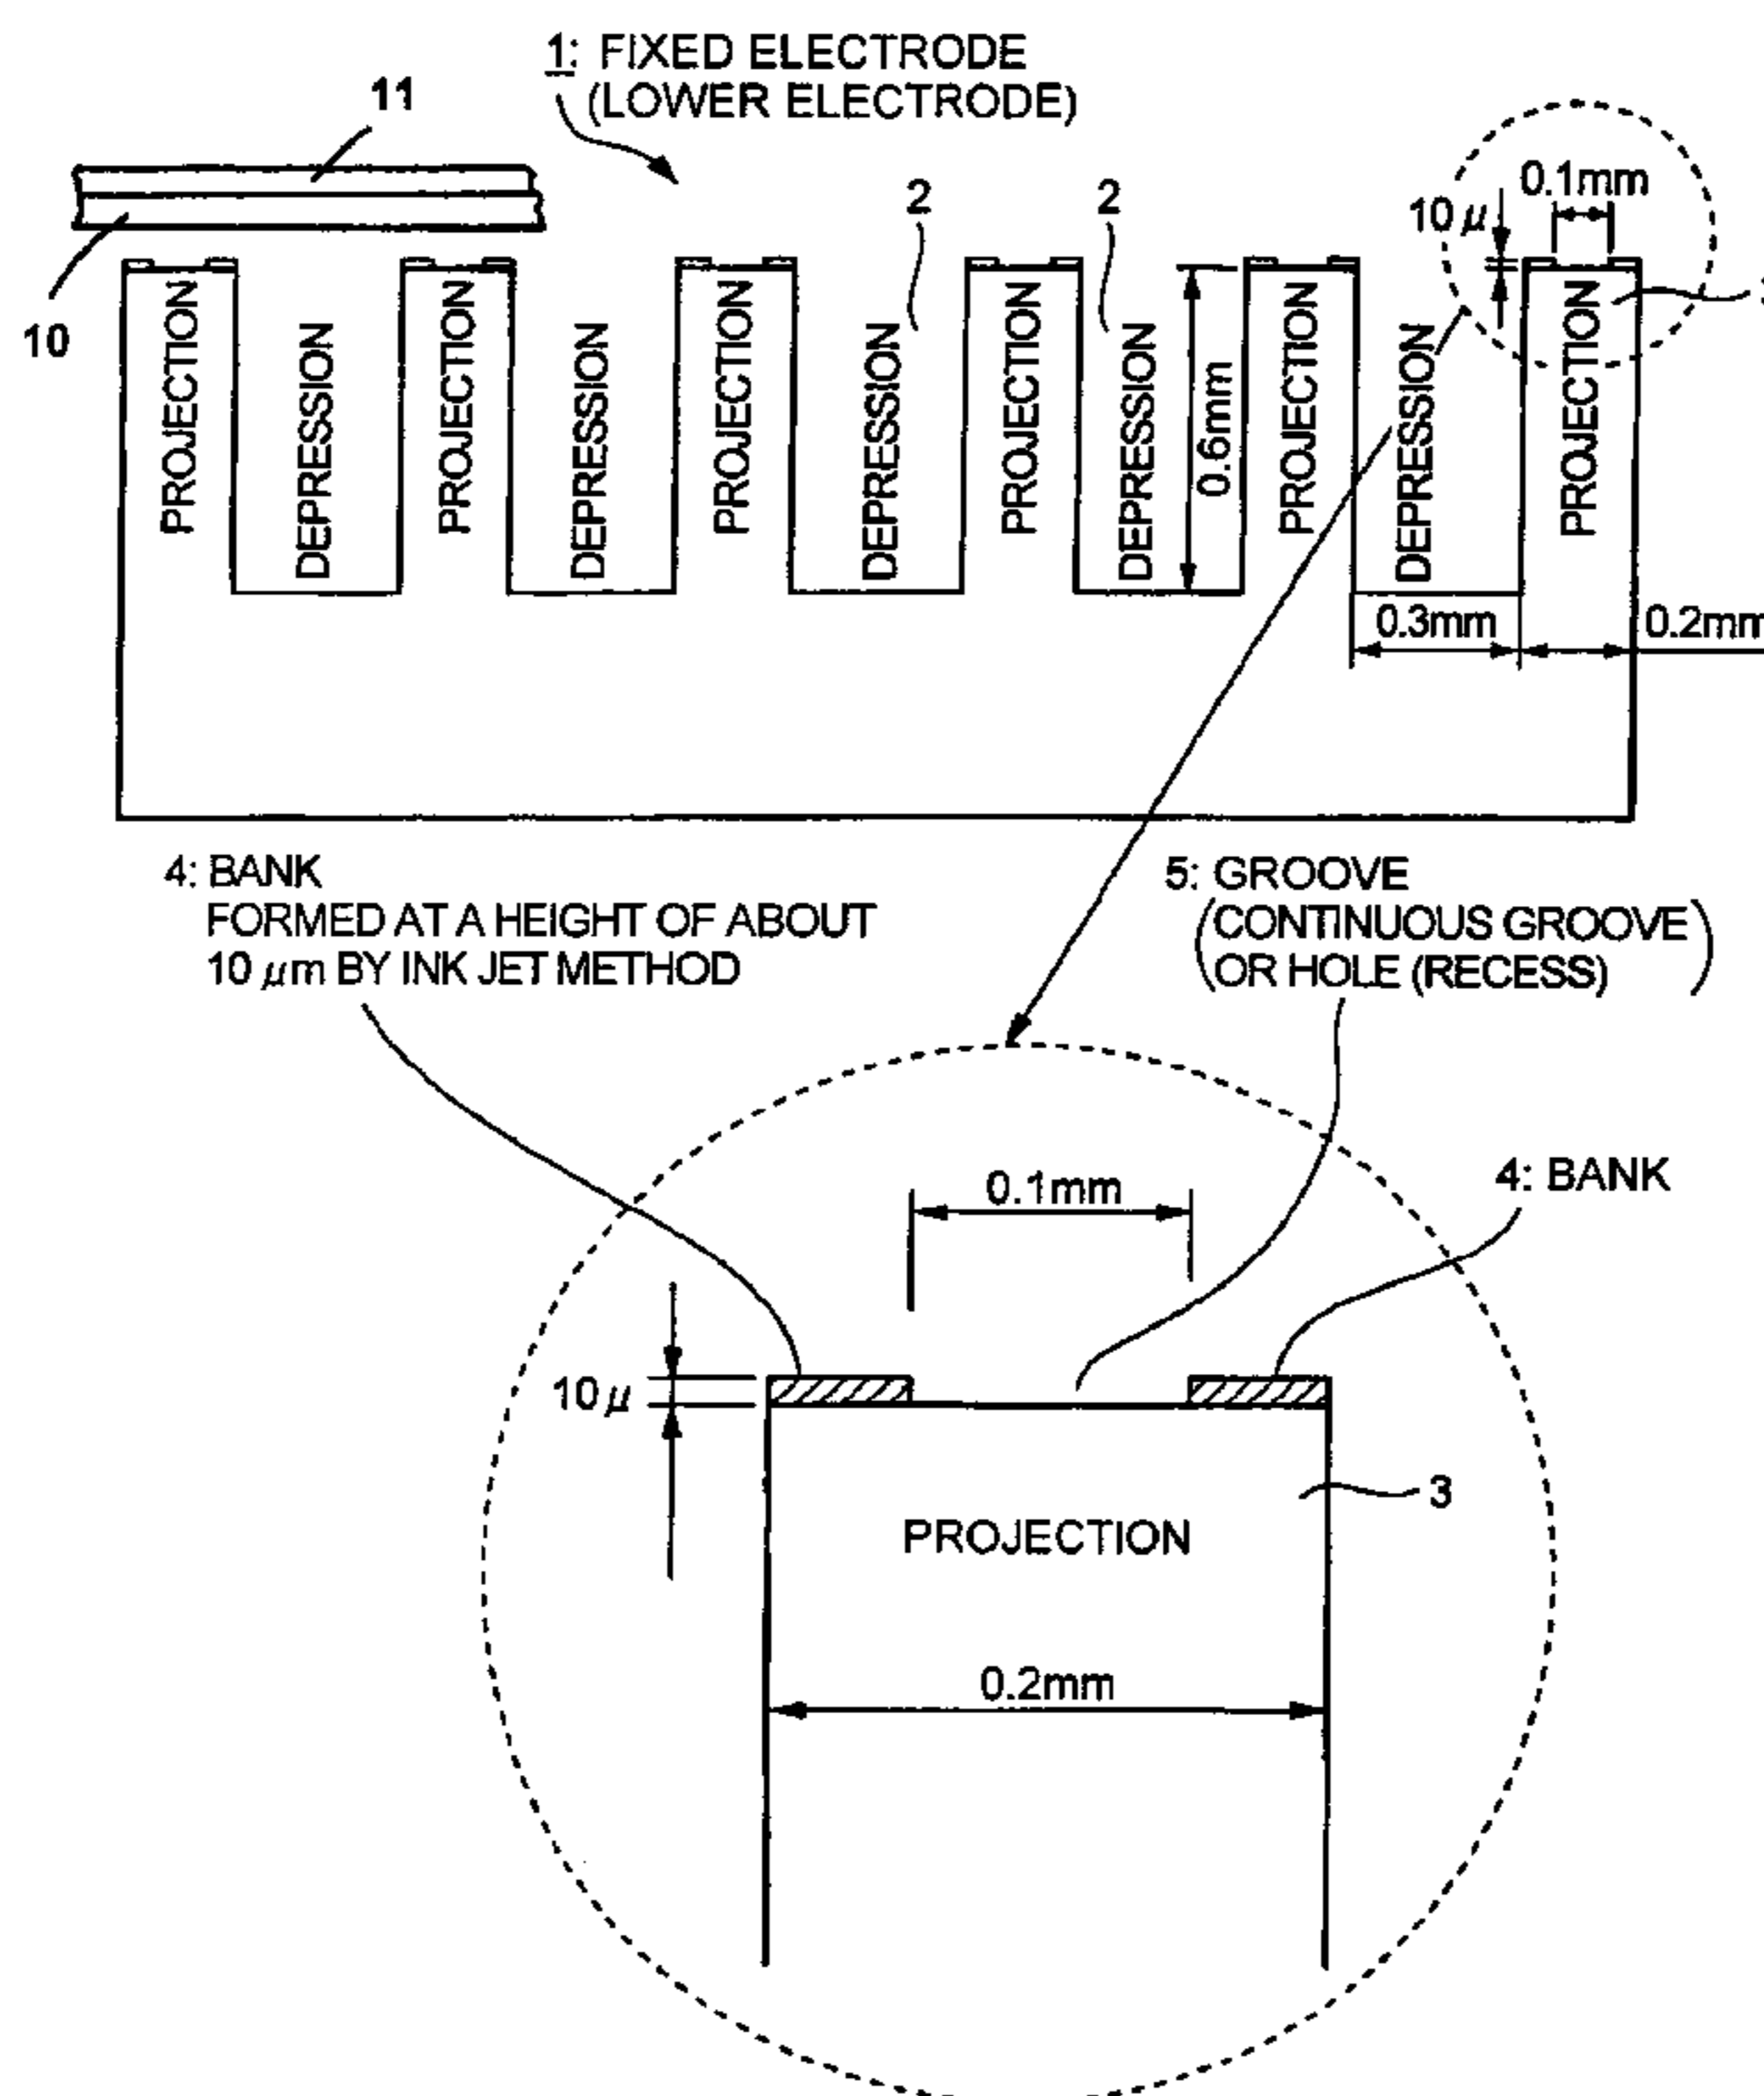 1: FIXED ELECTRODE
(LOWER ELECTRODE)
11
10
2
2
10 μ
0.1mm
PROJECTION
DEPRESSION
PROJECTION
DEPRESSION
PROJECTION
DEPRESSION
PROJECTION
DEPRESSION
0.6mm
PROJECTION
DEPRESSION
PROJECTION
0.3mm
0.2mm
4: BANK
FORMED AT A HEIGHT OF ABOUT
10 μm BY INK JET METHOD
5: GROOVE
(CONTINUOUS GROOVE
OR HOLE (RECESS))
0.1mm
4: BANK
10 μ
3
PROJECTION
0.2mm